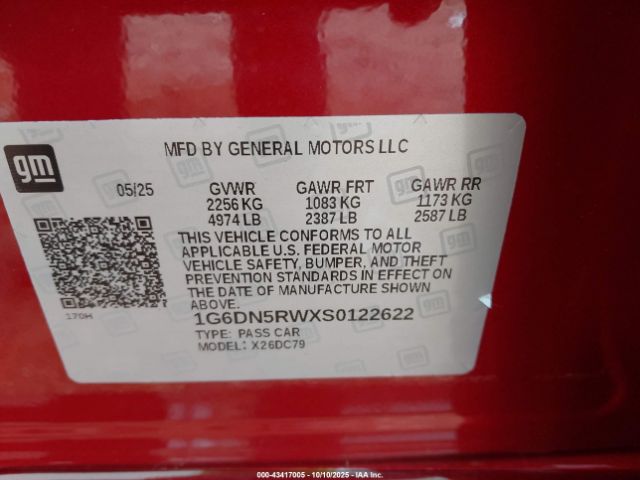 gm
MFD BY GENERAL MOTORS LLC
05/25 GVWR GAWR FRT GAWR RR
2256 KG 1083 KG 1173 KG
4974 LB 2387 LB 2587 LB
THIS VEHICLE CONFORMS TO ALL
APPLICABLE U.S. FEDERAL MOTOR
VEHICLE SAFETY, BUMPER, AND THEFT
PREVENTION STANDARDS IN EFFECT ON
THE DATE OF MANUFACTURE SHOWN
ABOVE.
170H
1G6DN5RWXS0122622
TYPE: PASS CAR
MODEL: X26DC79
000-43417005 - 10/10/2025 - IAA Inc.